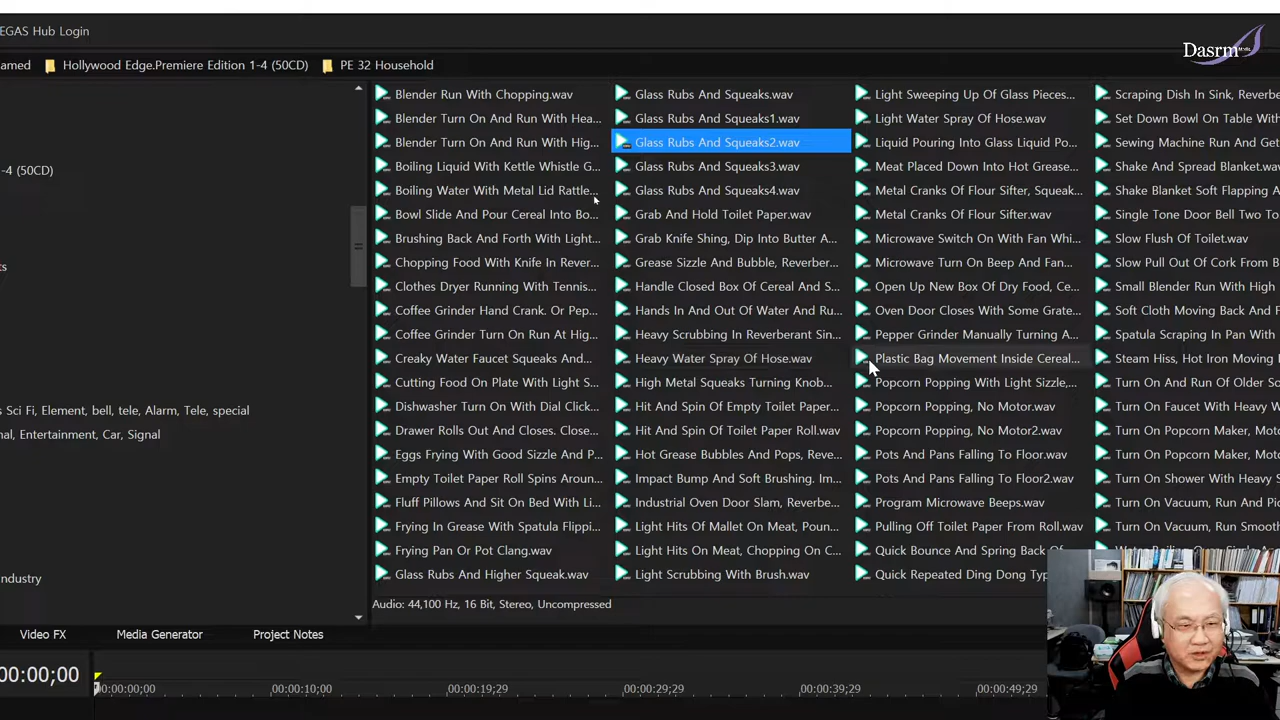 EGAS Hub Login
Dasrm Media
amed
Hollywood Edge.Premiere Edition 1-4 (50CD)
PE 32 Household
-4 (50CD)
s Sci Fi, Element, bell, tele, Alarm, Tele, special
nal, Entertainment, Car, Signal
ndustry
Blender Run With Chopping.wav
Blender Turn On And Run With Hea...
Blender Turn On And Run With Hig...
Boiling Liquid With Kettle Whistle G...
Boiling Water With Metal Lid Rattle...
Bowl Slide And Pour Cereal Into Bo...
Brushing Back And Forth With Light...
Chopping Food With Knife In Rever...
Clothes Dryer Running With Tennis...
Coffee Grinder Hand Crank. Or Pep...
Coffee Grinder Turn On Run At Hig...
Creaky Water Faucet Squeaks And...
Cutting Food On Plate With Light S...
Dishwasher Turn On With Dial Click...
Drawer Rolls Out And Closes. Close...
Eggs Frying With Good Sizzle And P...
Empty Toilet Paper Roll Spins Aroun...
Fluff Pillows And Sit On Bed With Li...
Frying In Grease With Spatula Flippi...
Frying Pan Or Pot Clang.wav
Glass Rubs And Higher Squeak.wav
Glass Rubs And Squeaks.wav
Glass Rubs And Squeaks1.wav
Glass Rubs And Squeaks2.wav
Glass Rubs And Squeaks3.wav
Glass Rubs And Squeaks4.wav
Grab And Hold Toilet Paper.wav
Grab Knife Shing, Dip Into Butter A...
Grease Sizzle And Bubble, Reverber...
Handle Closed Box Of Cereal And S...
Hands In And Out Of Water And Ru...
Heavy Scrubbing In Reverberant Sin...
Heavy Water Spray Of Hose.wav
High Metal Squeaks Turning Knob...
Hit And Spin Of Empty Toilet Paper...
Hit And Spin Of Toilet Paper Roll.wav
Hot Grease Bubbles And Pops, Reve...
Impact Bump And Soft Brushing. Im...
Industrial Oven Door Slam, Reverbe...
Light Hits Of Mallet On Meat, Poun...
Light Hits On Meat, Chopping On C...
Light Scrubbing With Brush.wav
Light Sweeping Up Of Glass Pieces...
Light Water Spray Of Hose.wav
Liquid Pouring Into Glass Liquid Po...
Meat Placed Down Into Hot Grease...
Metal Cranks Of Flour Sifter, Squeak...
Metal Cranks Of Flour Sifter.wav
Microwave Switch On With Fan Whi...
Microwave Turn On Beep And Fan...
Open Up New Box Of Dry Food, Ce...
Oven Door Closes With Some Grate...
Pepper Grinder Manually Turning A...
Plastic Bag Movement Inside Cereal...
Popcorn Popping With Light Sizzle,...
Popcorn Popping, No Motor.wav
Popcorn Popping, No Motor2.wav
Pots And Pans Falling To Floor.wav
Pots And Pans Falling To Floor2.wav
Program Microwave Beeps.wav
Pulling Off Toilet Paper From Roll.wav
Quick Bounce And Spring Back Of
Quick Repeated Ding Dong Typ
Scraping Dish In Sink, Reverbe
Set Down Bowl On Table With
Sewing Machine Run And Get
Shake And Spread Blanket.wav
Shake Blanket Soft Flapping A
Single Tone Door Bell Two To
Slow Flush Of Toilet.wav
Slow Pull Out Of Cork From B
Small Blender Run With High
Soft Cloth Moving Back And F
Spatula Scraping In Pan With
Steam Hiss, Hot Iron Moving
Turn On And Run Of Older S
Turn On Faucet With Heavy W
Turn On Popcorn Maker, Mot
Turn On Popcorn Maker, Mot
Turn On Shower With Heavy S
Turn On Vacuum, Run And Pic
Turn On Vacuum, Run Smooth
Audio: 44,100 Hz, 16 Bit, Stereo, Uncompressed
Video FX
Media Generator
Project Notes
00:00;00
00:00:00;00
00:00:10;00
00:00:19;29
00:00:29;29
00:00:39;29
00:00:49;29